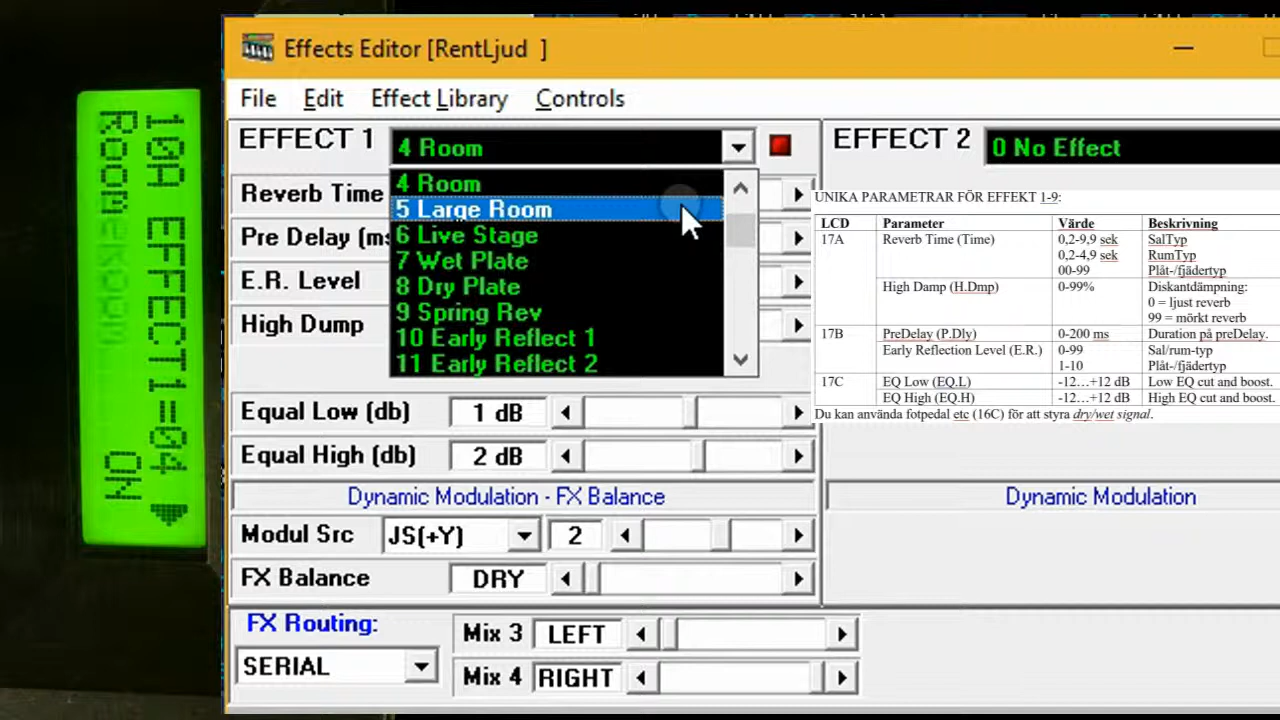 10A EFFECT1=04
ROOM ON
Effects Editor [RentLjud ]
File Edit Effect Library Controls
EFFECT 1 4 Room
EFFECT 2 0 No Effect
Reverb Time
Pre Delay (ms
E.R. Level
High Dump
4 Room
5 Large Room
6 Live Stage
7 Wet Plate
8 Dry Plate
9 Spring Rev
10 Early Reflect 1
11 Early Reflect 2
Equal Low (db) 1 dB
Equal High (db) 2 dB
Dynamic Modulation - FX Balance
Modul Src JS(+Y) 2
FX Balance DRY
FX Routing:
SERIAL
Mix 3 LEFT
Mix 4 RIGHT
UNIKA PARAMETRAR FÖR EFFEKT 1-9:
LCD Parameter Värde Beskrivning
17A Reverb Time (Time) 0,2-9,9 sek SalTyp
0,2-4,9 sek RumTyp
00-99 Plåt-/fjädertyp
High Damp (H.Dmp) 0-99% Diskantdämpning:
0 = ljust reverb
99 = mörkt reverb
17B PreDelay (P.Dly) 0-200 ms Duration på preDelay.
Early Reflection Level (E.R.) 0-99 Sal/rum-typ
1-10 Plåt-/fjädertyp
17C EQ Low (EQ.L) -12…+12 dB Low EQ cut and boost.
EQ High (EQ.H) -12…+12 dB High EQ cut and boost.
Du kan använda fotpedal etc (16C) för att styra dry/wet signal.
Dynamic Modulation